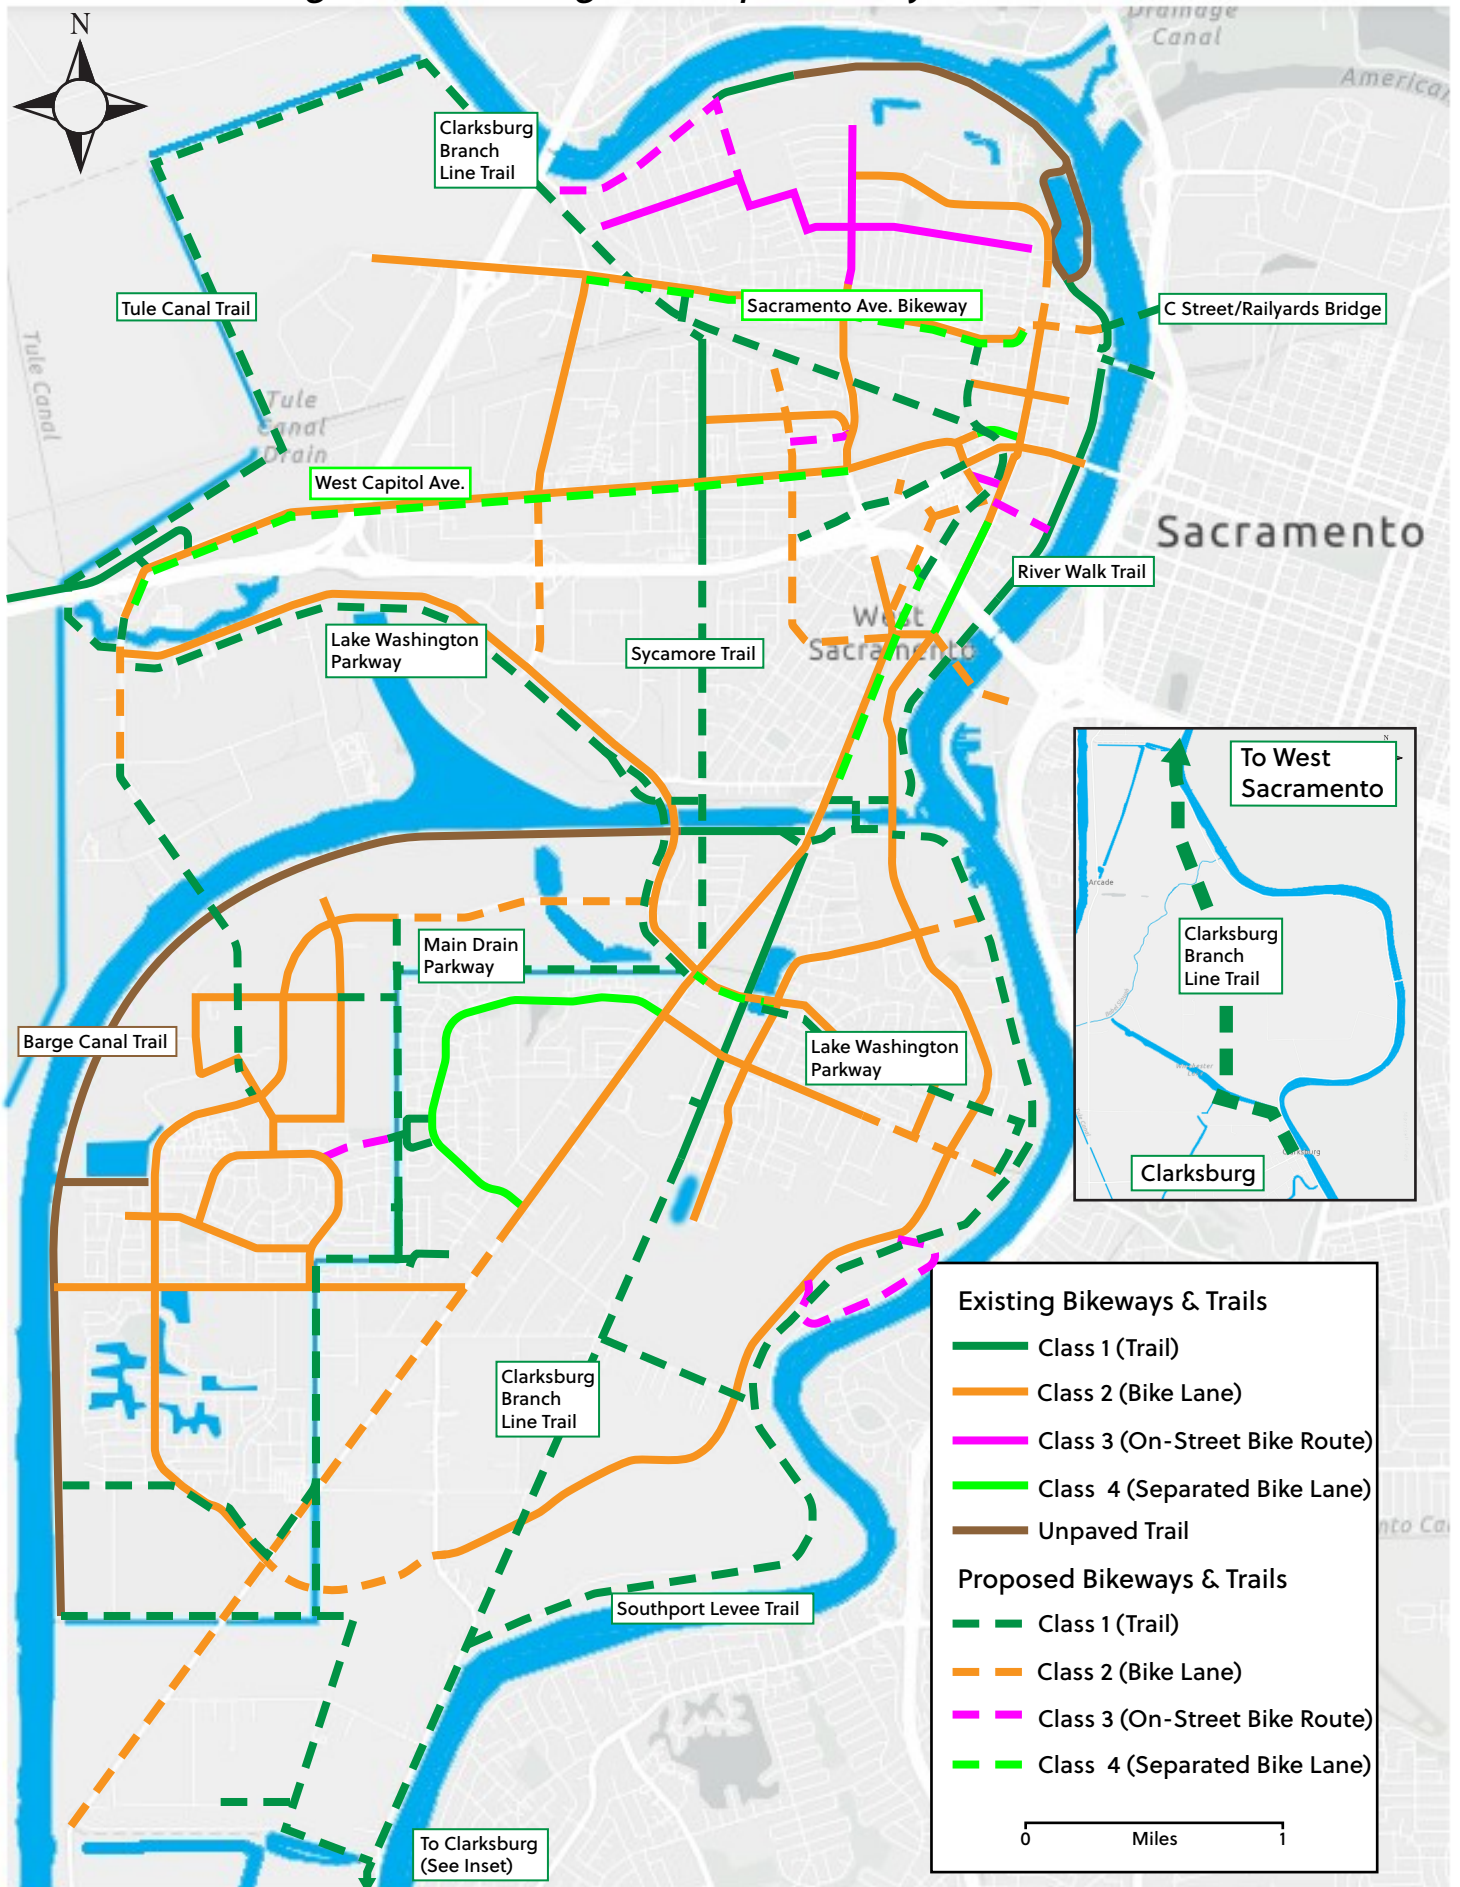 N
Drainage
Canal
American
Clarksburg
Branch
Line Trail
Tule Canal Trail
Sacramento Ave. Bikeway
C Street/Railyards Bridge
Tule Canal
Tule
Canal
Drain
West Capitol Ave.
Sacramento
River Walk Trail
West
Sacramento
Lake Washington
Parkway
Sycamore Trail
N
To West
Sacramento
Arcade
Clarksburg
Branch
Line Trail
Clarksburg
Clarksburg
Main Drain
Parkway
Barge Canal Trail
Lake Washington
Parkway
Clarksburg
Branch
Line Trail
Southport Levee Trail
To Clarksburg
(See Inset)
Existing Bikeways & Trails
Class 1 (Trail)
Class 2 (Bike Lane)
Class 3 (On-Street Bike Route)
Class 4 (Separated Bike Lane)
Unpaved Trail
Proposed Bikeways & Trails
Class 1 (Trail)
Class 2 (Bike Lane)
Class 3 (On-Street Bike Route)
Class 4 (Separated Bike Lane)
0 1
Miles